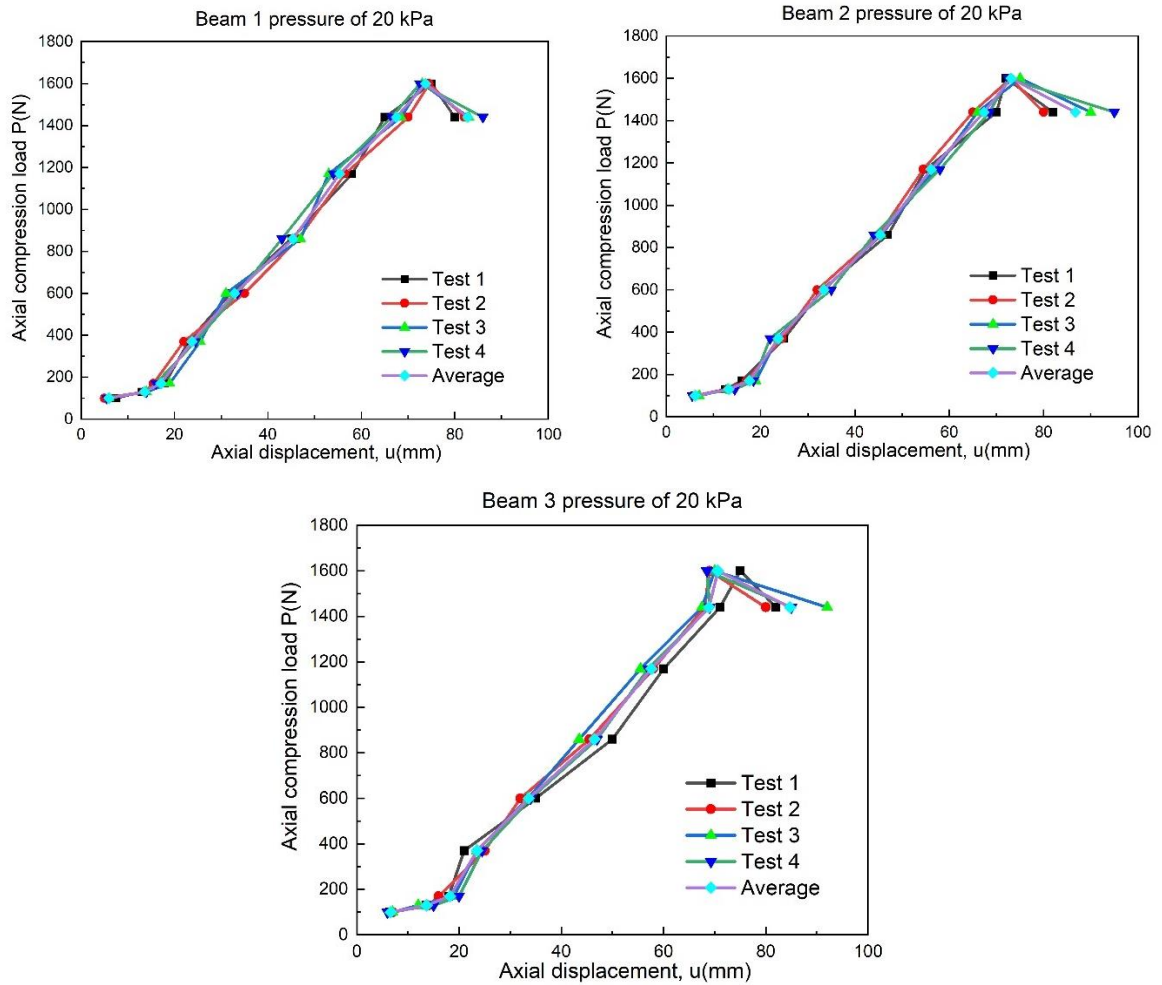 Beam 1 pressure of 20 kPa
Axial compression load P(N)
1800
1600
1400
1200
1000
800
600
400
200
0
0 20 40 60 80 100
Axial displacement, u(mm)
Test 1
Test 2
Test 3
Test 4
Average
Beam 2 pressure of 20 kPa
Axial compression load P(N)
1800
1600
1400
1200
1000
800
600
400
200
0
0 20 40 60 80 100
Axial displacement, u(mm)
Test 1
Test 2
Test 3
Test 4
Average
Beam 3 pressure of 20 kPa
Axial compression load P(N)
1800
1600
1400
1200
1000
800
600
400
200
0
0 20 40 60 80 100
Axial displacement, u(mm)
Test 1
Test 2
Test 3
Test 4
Average